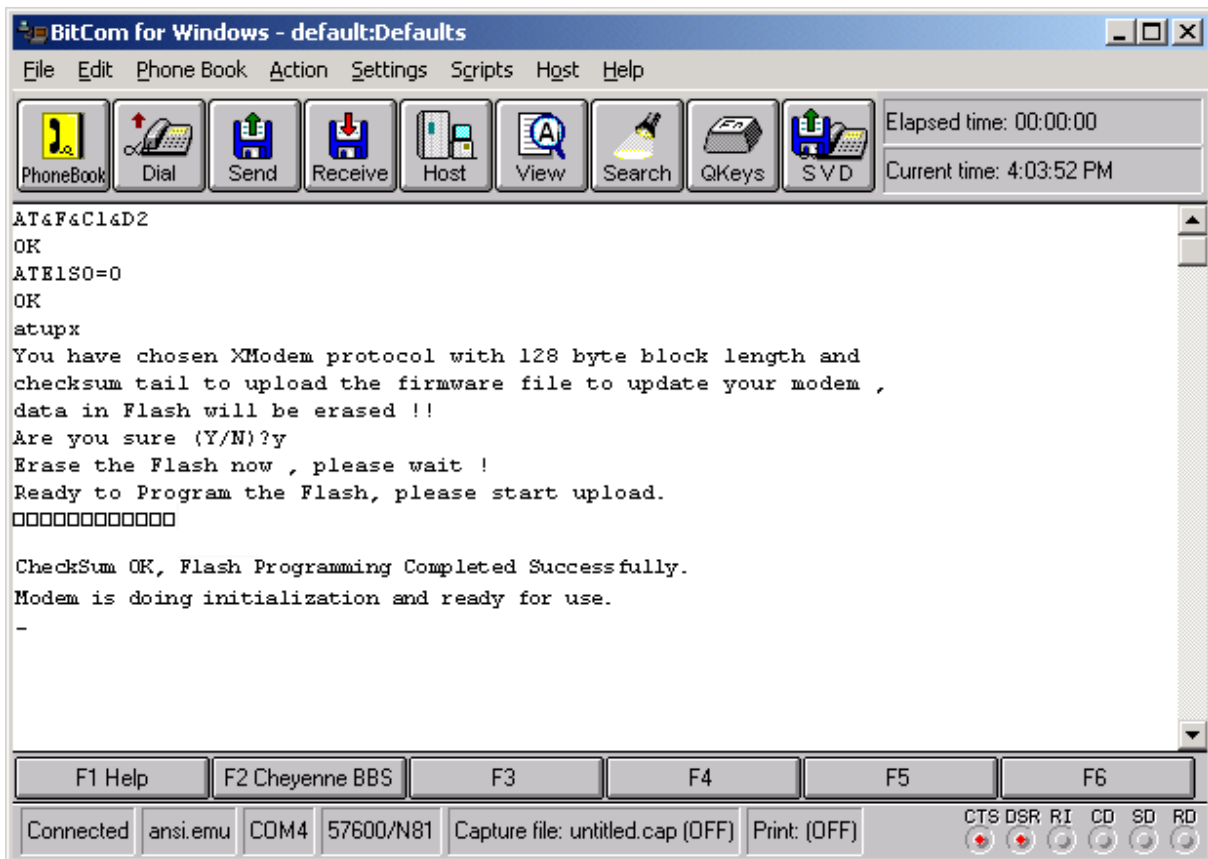 BitCom for Windows - default:Defaults
File Edit Phone Book Action Settings Scripts Host Help
PhoneBook Dial Send Receive Host View Search QKeys SVD
Elapsed time: 00:00:00
Current time: 4:03:52 PM
AT&F&C1&D2
OK
ATE1S0=0
OK
atupx
You have chosen XModem protocol with 128 byte block length and
checksum tail to upload the firmware file to update your modem ,
data in Flash will be erased !!
Are you sure (Y/N)?y
Erase the Flash now , please wait !
Ready to Program the Flash, please start upload.
□□□□□□□□□□□□
CheckSum OK, Flash Programming Completed Successfully.
Modem is doing initialization and ready for use.
_
F1 Help F2 Cheyenne BBS F3 F4 F5 F6
Connected ansi.emu COM4 57600/N81 Capture file: untitled.cap (OFF) Print: (OFF) CTS DSR RI CD SD RD